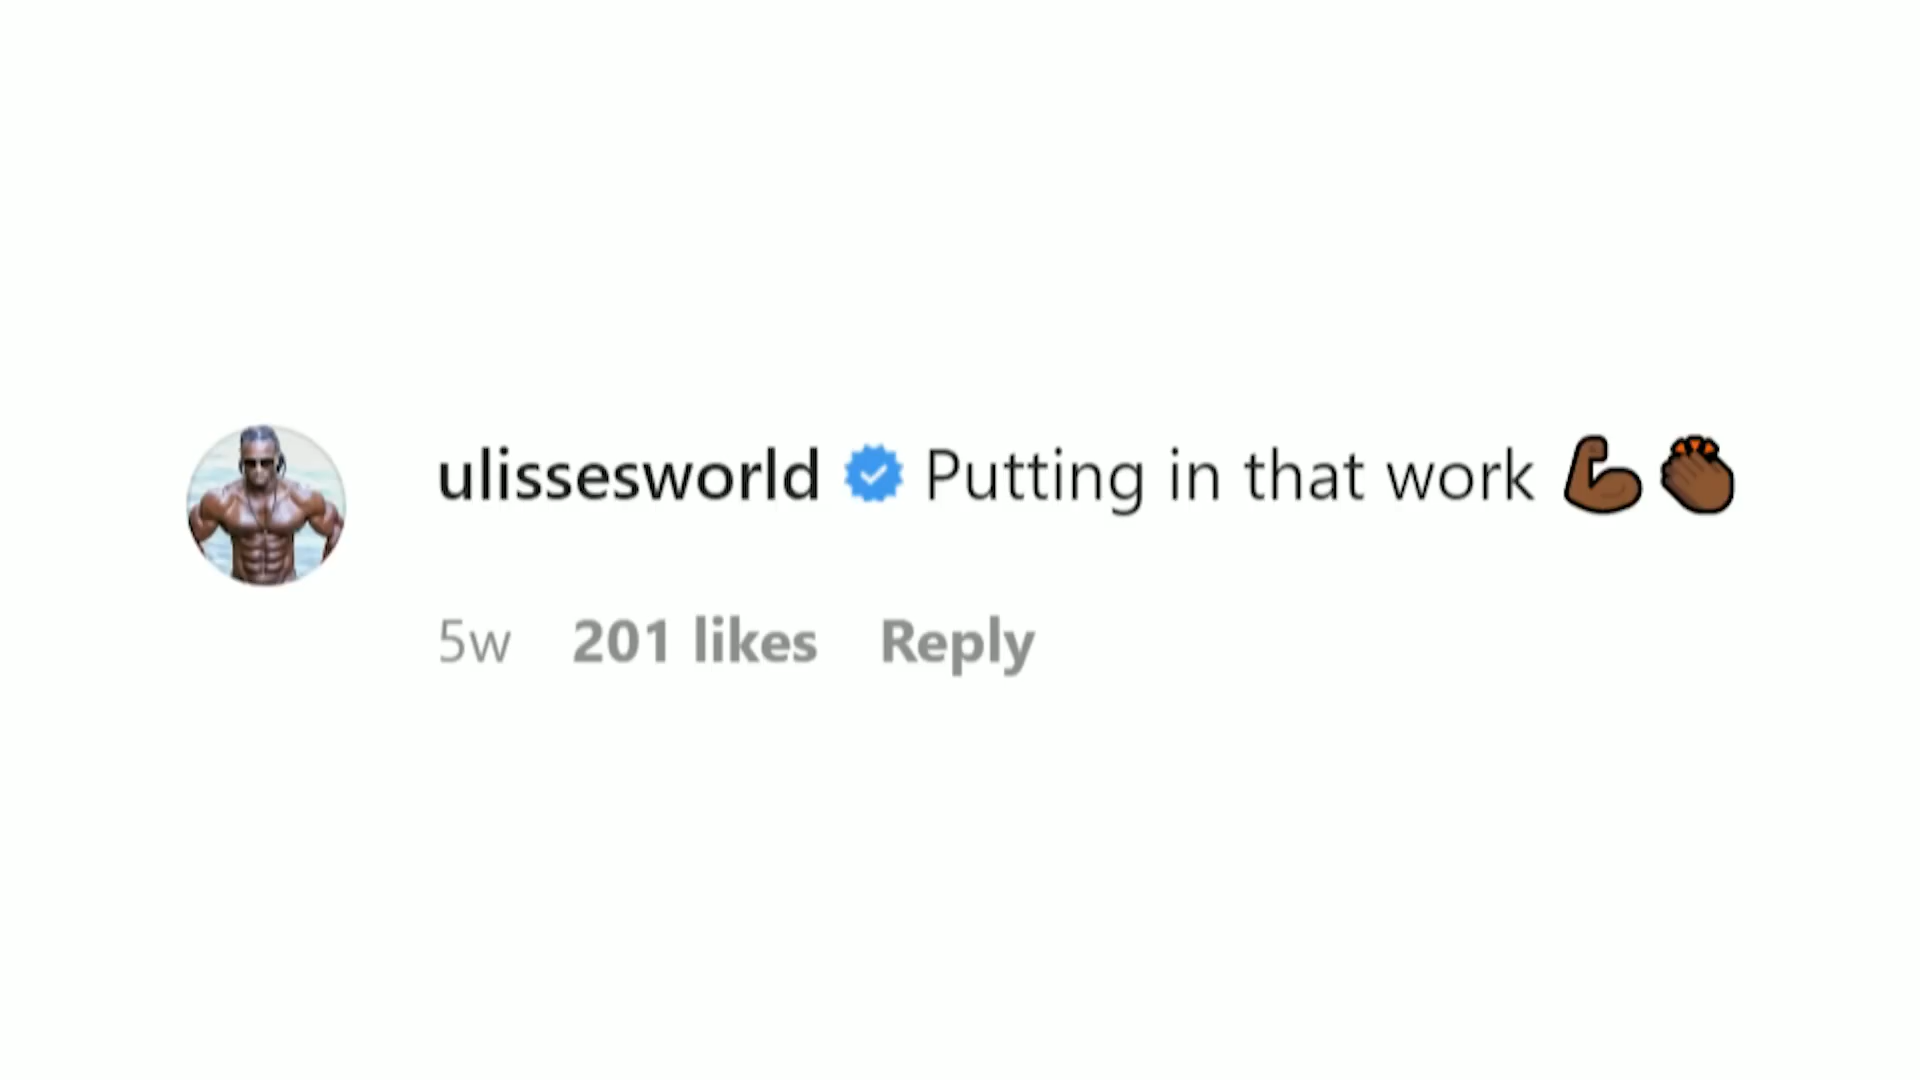 ulissesworld Putting in that work 💪🏾👏🏾
5w 201 likes Reply